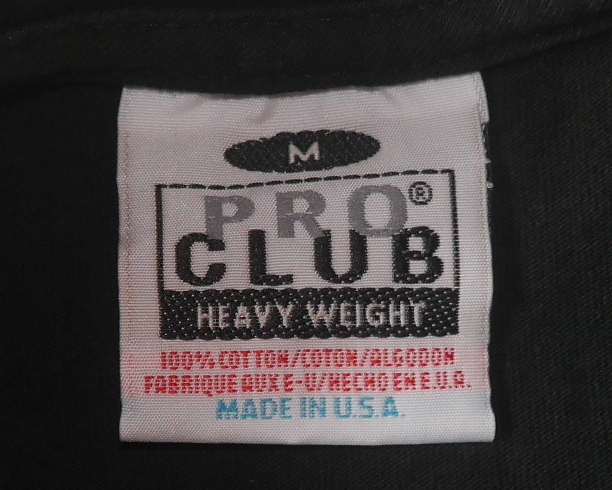 M
PRO®
CLUB
HEAVY WEIGHT
100% COTTON/COTON/ALGODON
FABRIQUE AUX E-U/HECHO EN E.U.A.
MADE IN U.S.A.